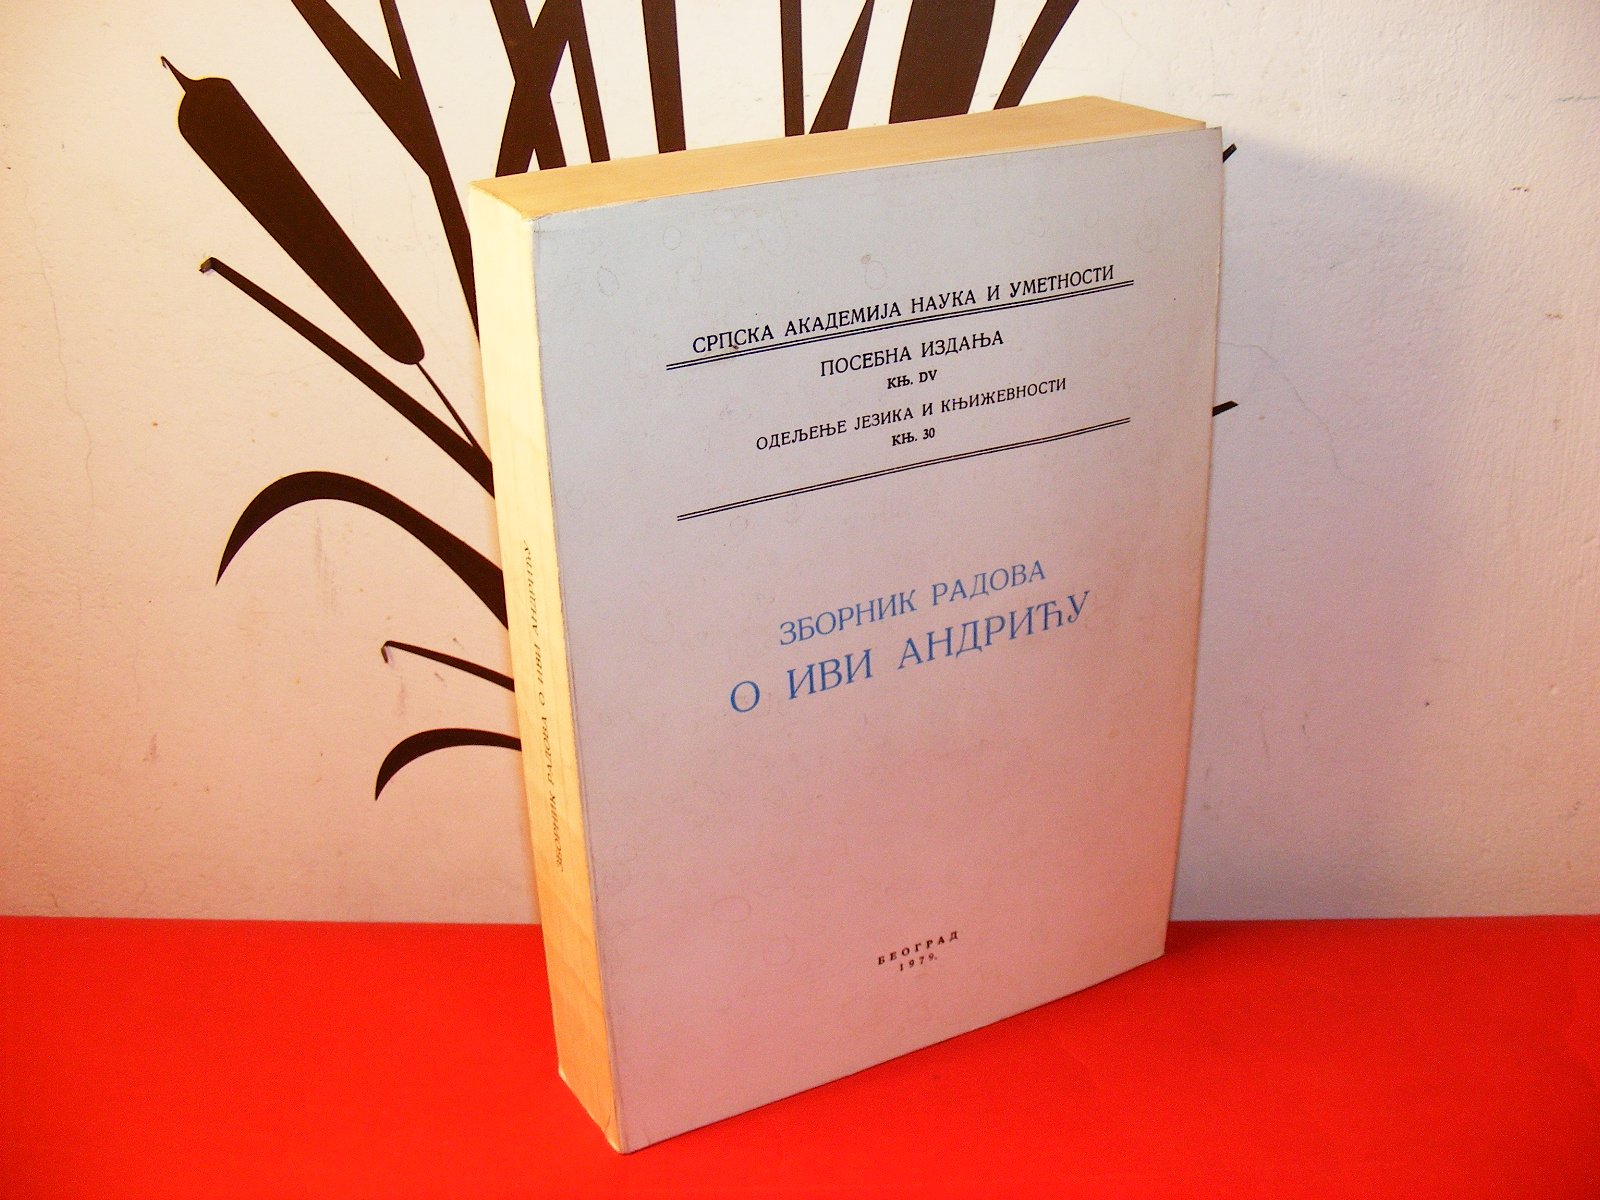 СРПСКА АКАДЕМИЈА НАУКА И УМЕТНОСТИ
ПОСЕБНА ИЗДАЊА
КЊ. DV
ОДЕЉЕЊЕ ЈЕЗИКА И КЊИЖЕВНОСТИ
КЊ. 30
ЗБОРНИК РАДОВА
О ИВИ АНДРИЋУ
БЕОГРАД
1979.
ЗБОРНИК РАДОВА О ИВИ АНДРИЋУ